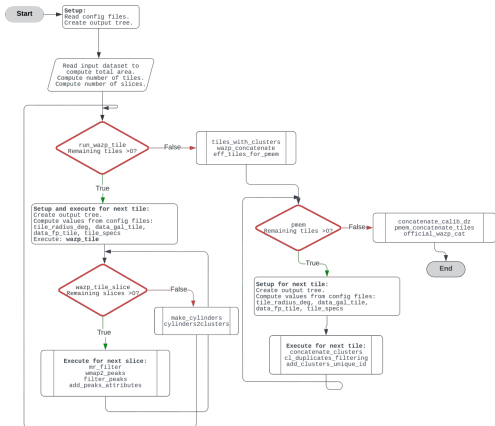 Start
Setup:
Read config files.
Create output tree.
Read input dataset to
compute total area.
Compute number of tiles.
Compute number of slices.
run_wazp_tile
Remaining tiles >0?
False
tiles_with_clusters
wazp_concatenate
eff_tiles_for_pmem
True
Setup and execute for next tile:
Create output tree.
Compute values from config files:
tile_radius_deg, data_gal_tile,
data_fp_tile, tile_specs
Execute: wazp_tile
wazp_tile_slice
Remaining slices >0?
False
make_cylinders
cylinders2clusters
True
Execute for next slice:
mr_filter
wmap2_peaks
filter_peaks
add_peaks_attributes
pmem
Remaining tiles >0?
False
concatenate_calib_dz
pmem_concatenate_tiles
official_wazp_cat
End
True
Setup for next tile:
Create output tree.
Compute values from config files:
tile_radius_deg, data_gal_tile,
data_fp_tile, tile_specs
Execute for next tile:
concatenate_clusters
cl_duplicates_filtering
add_clusters_unique_id